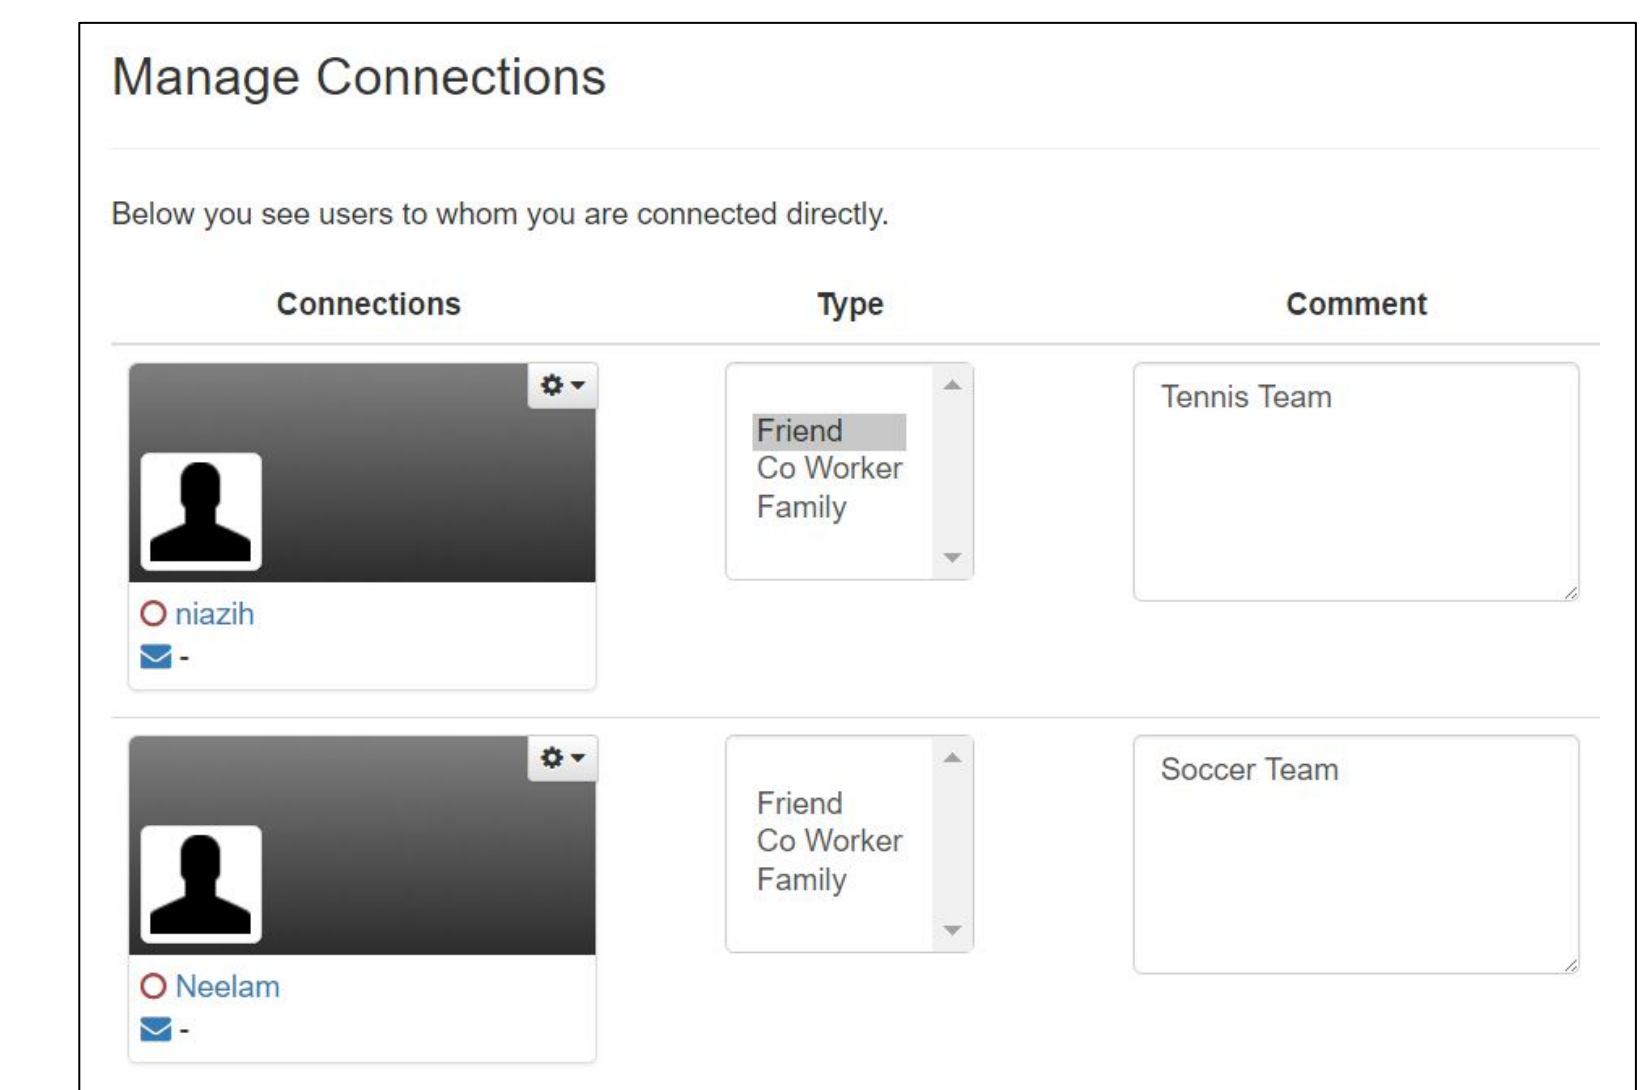 Manage Connections
Below you see users to whom you are connected directly.
Connections Type Comment
Friend
Co Worker
Family
Tennis Team
niazih
-
Friend
Co Worker
Family
Soccer Team
Neelam
-